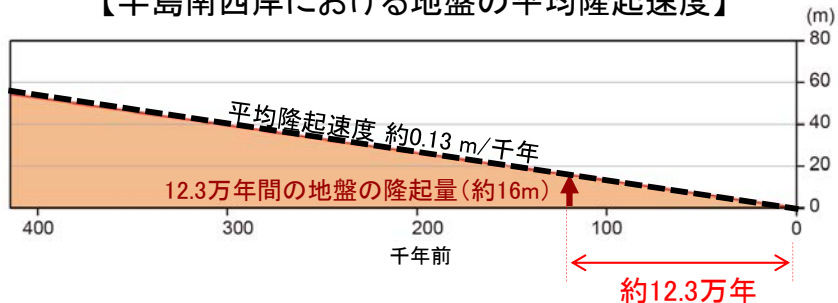 【半島南西岸における地盤の平均隆起速度】
(m)
80
60
40
20
0
平均隆起速度 約0.13 m/千年
12.3万年間の地盤の隆起量(約16m)
400
300
200
100
0
千年前
約12.3万年